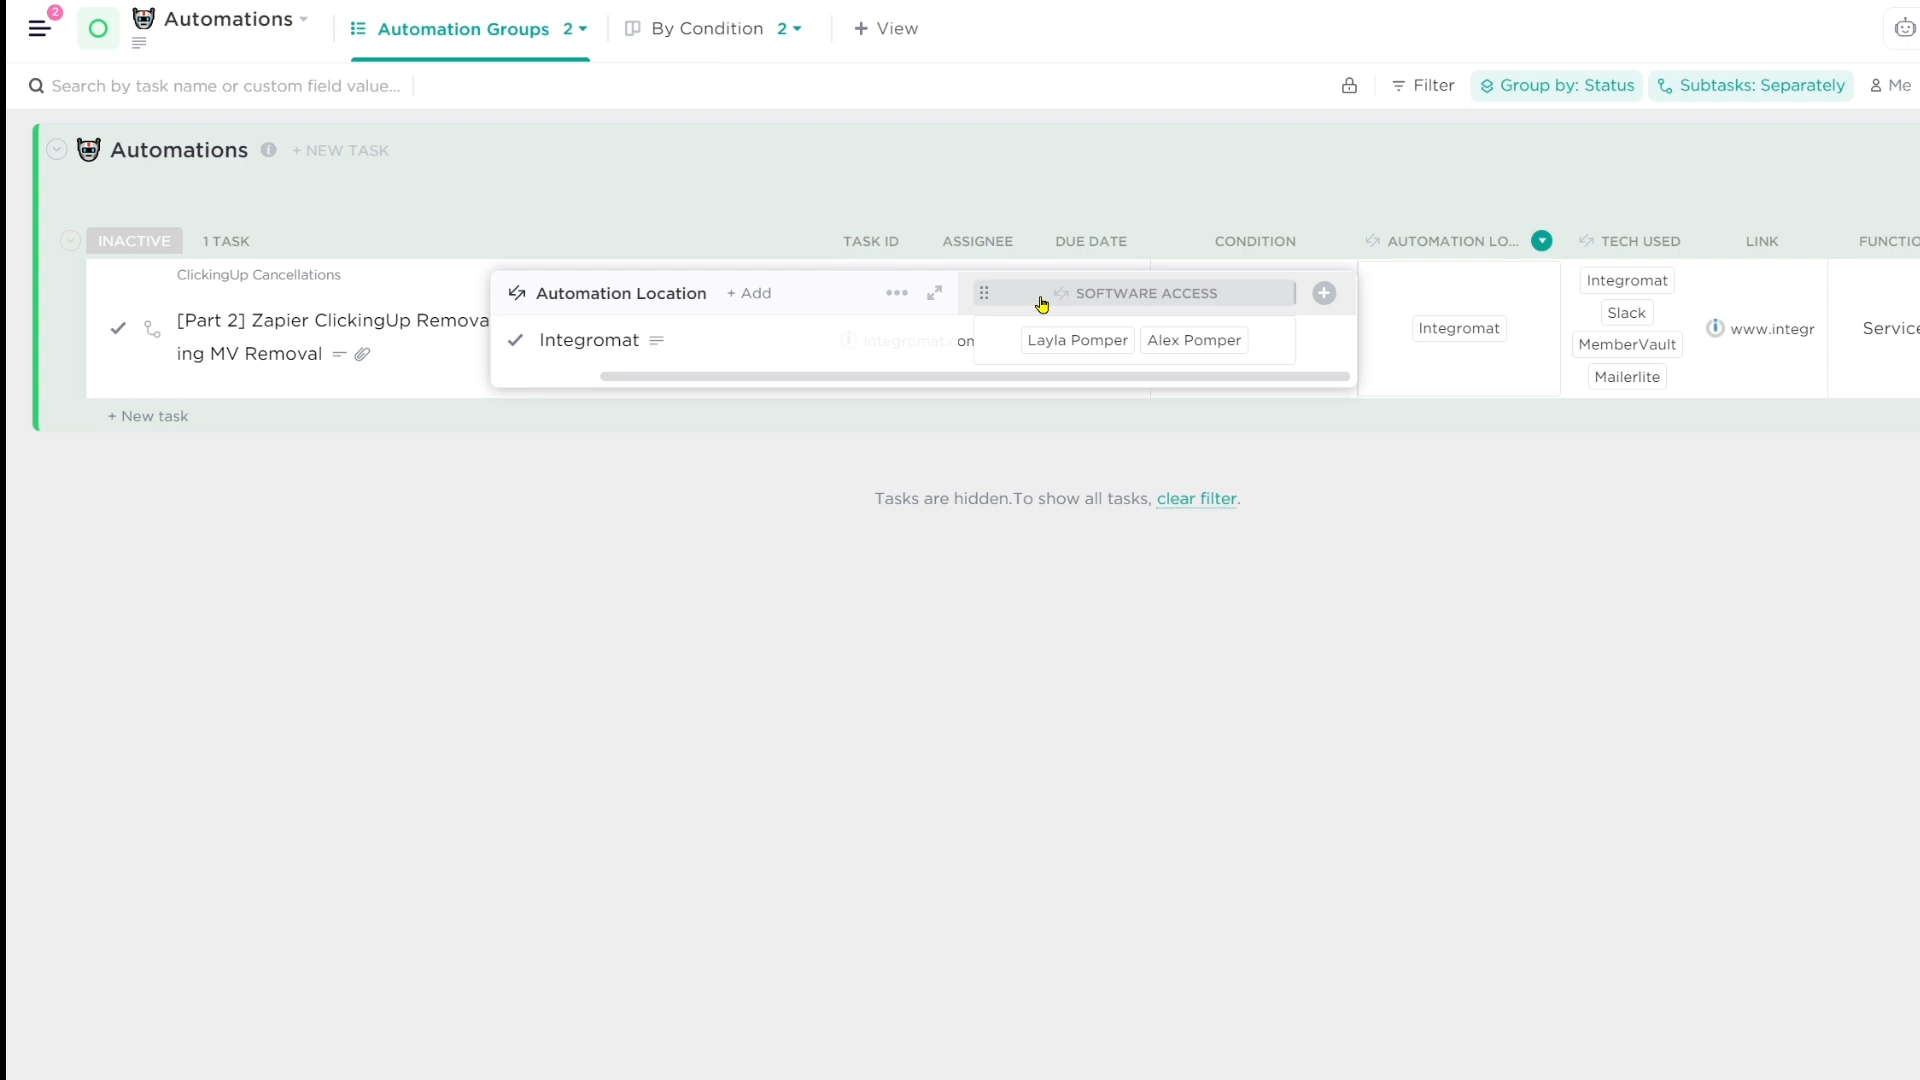 2
Automations
Automation Groups 2
By Condition 2
+ View
Search by task name or custom field value...
Filter
Group by: Status
Subtasks: Separately
Me
Automations
+ NEW TASK
INACTIVE
1 TASK
TASK ID
ASSIGNEE
DUE DATE
CONDITION
AUTOMATION LO...
TECH USED
LINK
FUNCTIO
ClickingUp Cancellations
[Part 2] Zapier ClickingUp Remova
ing MV Removal
Automation Location
+ Add
SOFTWARE ACCESS
Integromat
integromat.com
Layla Pomper
Alex Pomper
Integromat
Integromat
Slack
MemberVault
Mailerlite
www.integr
Service
+ New task
Tasks are hidden.To show all tasks, clear filter.